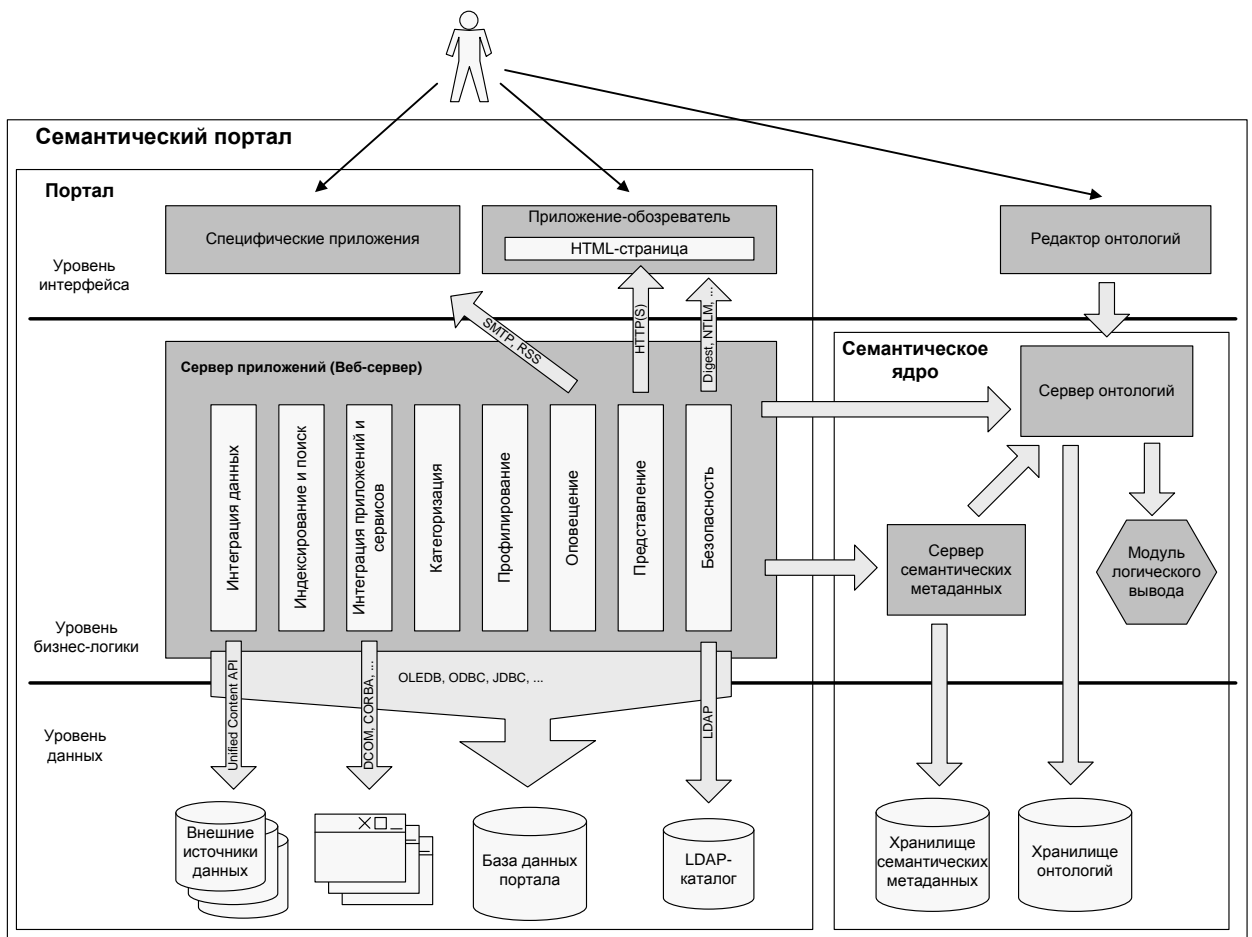 Семантический портал
Портал
Специфические приложения
Приложение-обозреватель
HTML-страница
Редактор онтологий
Уровень
интерфейса
SMTP, RSS
HTTP(S)
Digest, NTLM, ...
Сервер приложений (Веб-сервер)
Интеграция данных
Индексирование и поиск
Интеграция приложений и
сервисов
Категоризация
Профилирование
Оповещение
Представление
Безопасность
Семантическое
ядро
Сервер онтологий
Сервер
семантических
метаданных
Модуль
логического
вывода
Уровень
бизнес-логики
OLEDB, ODBC, JDBC, ...
Unified Content API
DCOM, CORBA, ...
LDAP
Уровень
данных
Внешние
источники
данных
База данных
портала
LDAP-
каталог
Хранилище
семантических
метаданных
Хранилище
онтологий